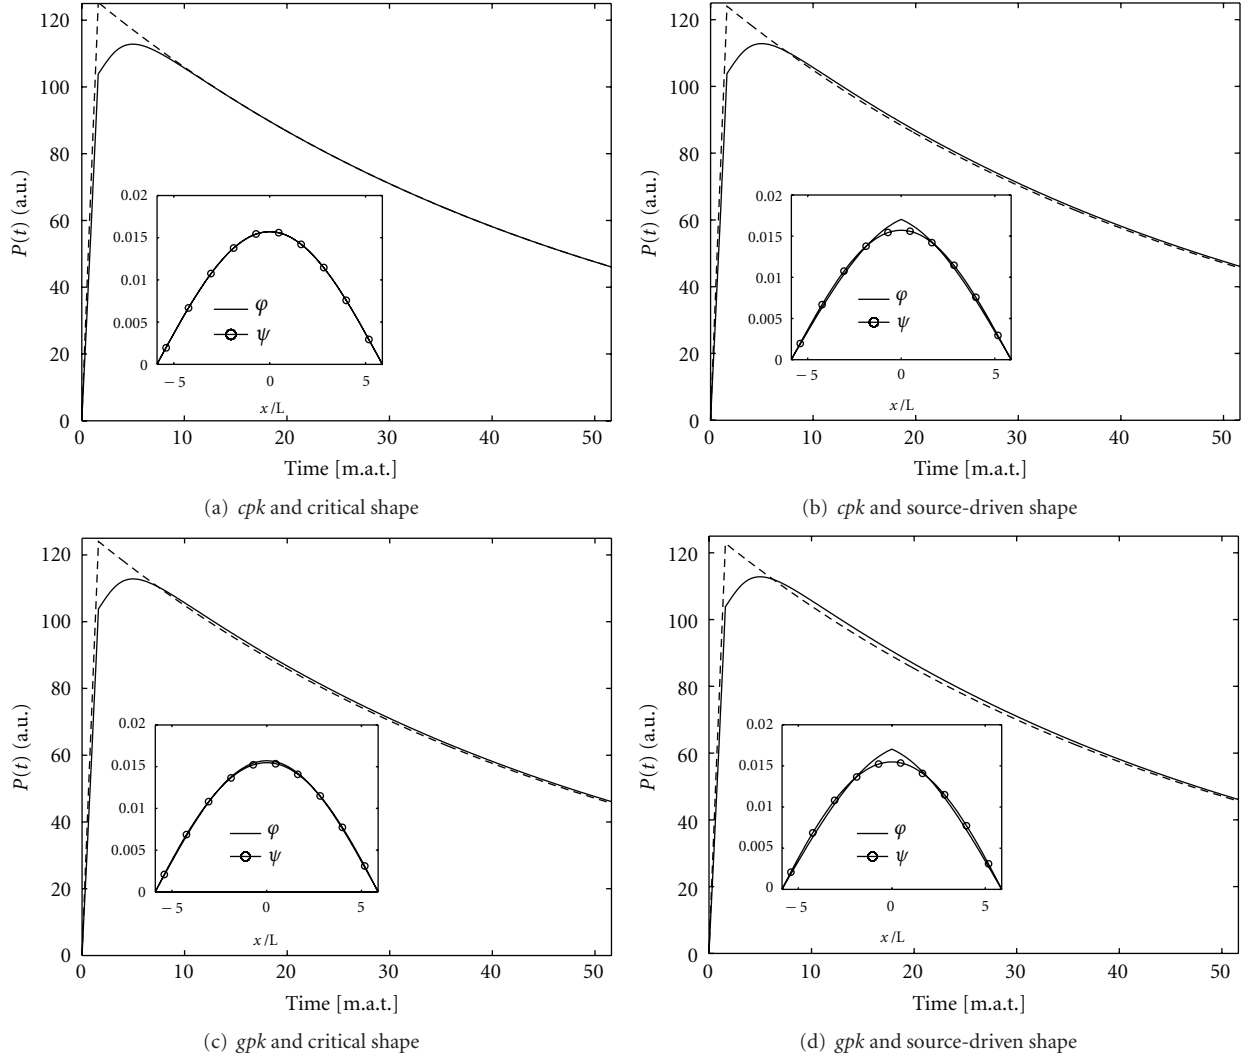 120
100
80
60
40
20
0
P(t) (a.u.)
0 10 20 30 40 50
Time [m.a.t.]
0.02
0.015
0.01
0.005
0
φ
ψ
−5 0 5
x/L
(a) cpk and critical shape
120
100
80
60
40
20
0
P(t) (a.u.)
0 10 20 30 40 50
Time [m.a.t.]
0.02
0.015
0.01
0.005
0
φ
ψ
−5 0 5
x/L
(b) cpk and source-driven shape
120
100
80
60
40
20
0
P(t) (a.u.)
0 10 20 30 40 50
Time [m.a.t.]
0.02
0.015
0.01
0.005
0
φ
ψ
−5 0 5
x/L
(c) gpk and critical shape
120
100
80
60
40
20
0
P(t) (a.u.)
0 10 20 30 40 50
Time [m.a.t.]
0.02
0.015
0.01
0.005
0
φ
ψ
−5 0 5
x/L
(d) gpk and source-driven shape